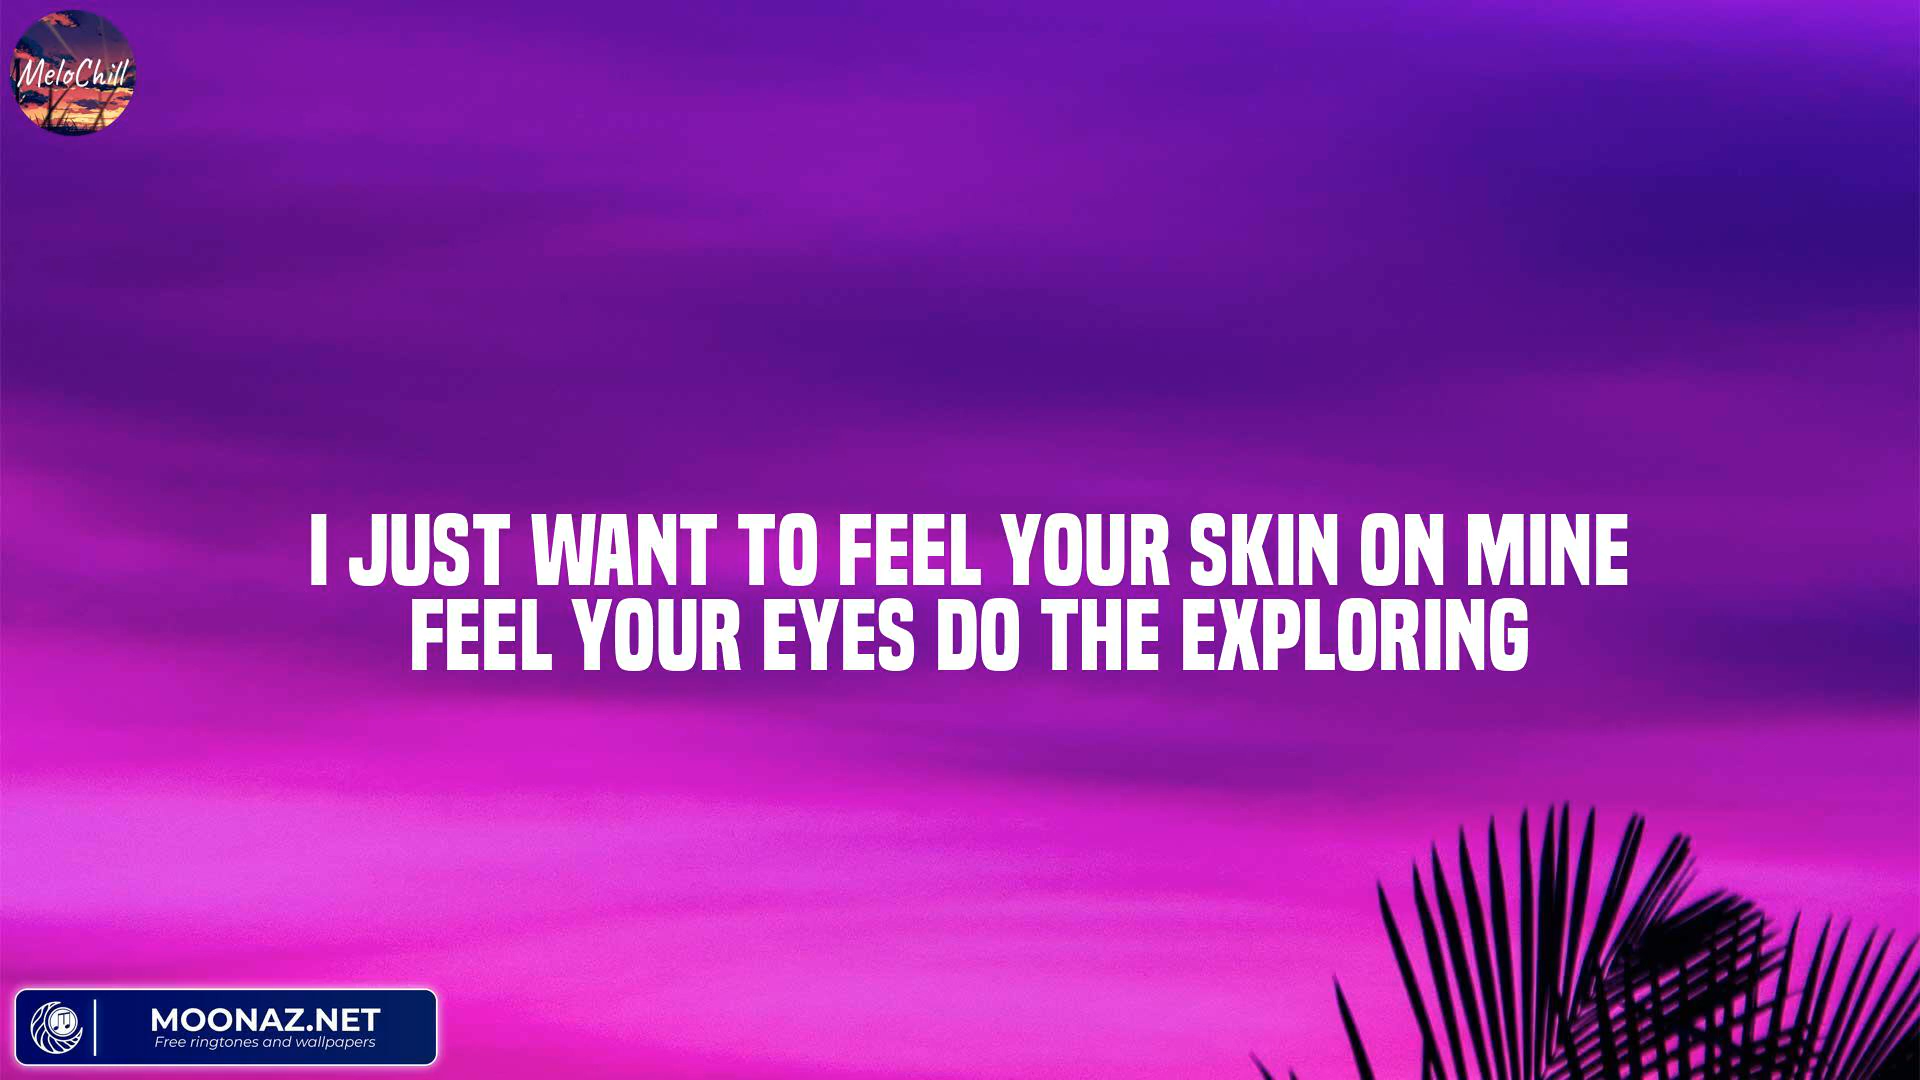 MeloChill
I JUST WANT TO FEEL YOUR SKIN ON MINE
FEEL YOUR EYES DO THE EXPLORING
MOONAZ.NET
Free ringtones and wallpapers